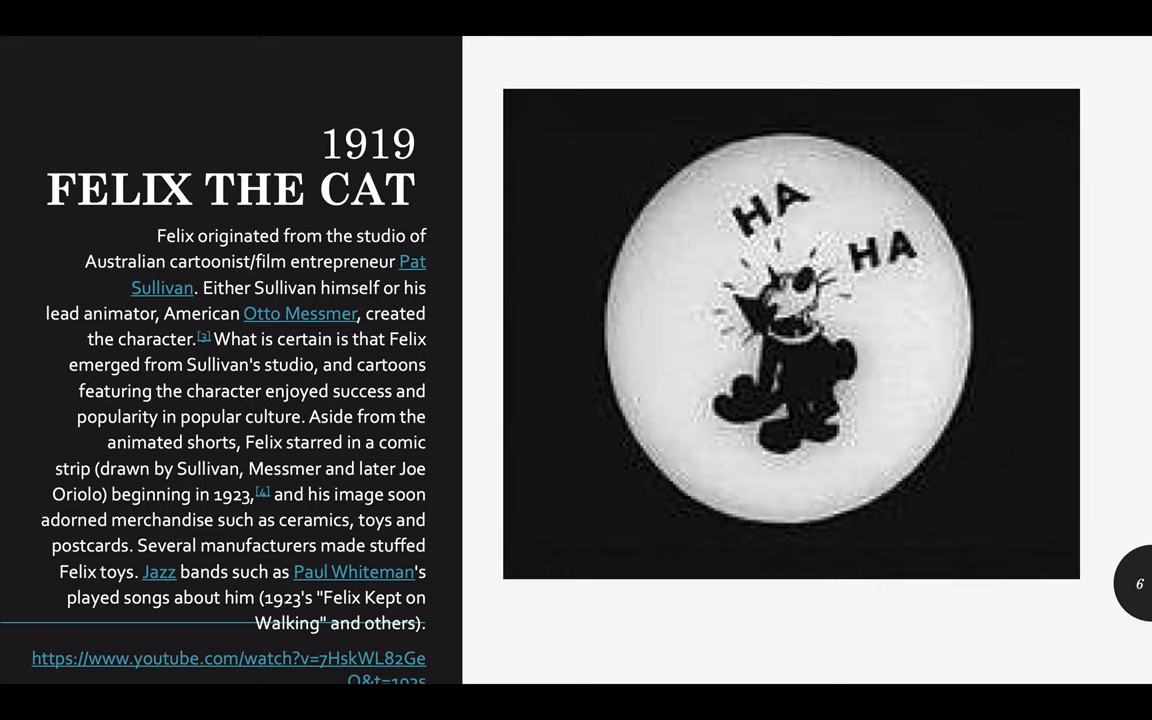 1919
FELIX THE CAT
Felix originated from the studio of
Australian cartoonist/film entrepreneur Pat
Sullivan. Either Sullivan himself or his
lead animator, American Otto Messmer, created
the character.[3] What is certain is that Felix
emerged from Sullivan's studio, and cartoons
featuring the character enjoyed success and
popularity in popular culture. Aside from the
animated shorts, Felix starred in a comic
strip (drawn by Sullivan, Messmer and later Joe
Oriolo) beginning in 1923,[4] and his image soon
adorned merchandise such as ceramics, toys and
postcards. Several manufacturers made stuffed
Felix toys. Jazz bands such as Paul Whiteman's
played songs about him (1923's "Felix Kept on
Walking" and others).
https://www.youtube.com/watch?v=7HskWL82Ge
O&t=193s
HA
HA
6